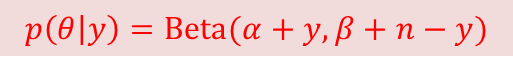 p(θ|y) = Beta(α + y, β + n − y)